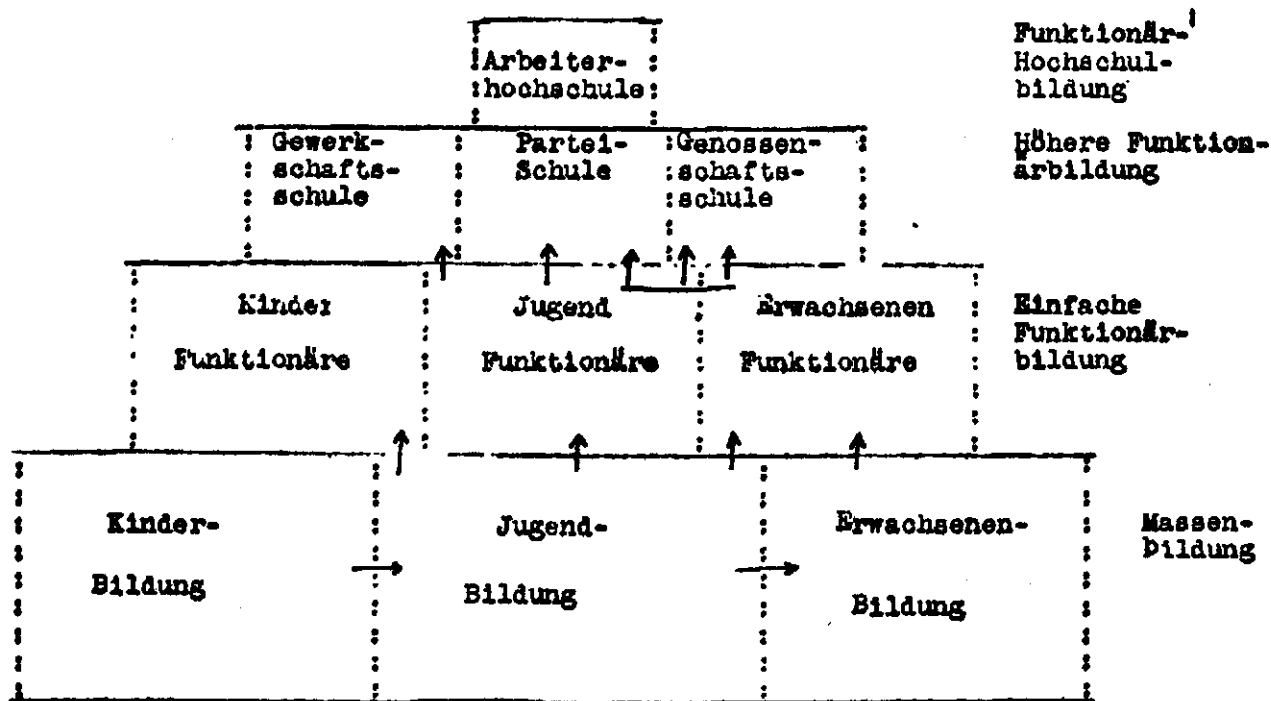 Arbeiter-
hochschule
Funktionär-
Hochschul-
bildung
Gewerk-
schafts-
schule
Partei-
Schule
Genossen-
schafts-
schule
Höhere Funktion-
ärbildung
Kinder
Funktionäre
Jugend
Funktionäre
Erwachsenen
Funktionäre
Einfache
Funktionär-
bildung
Kinder-
Bildung
Jugend-
Bildung
Erwachsenen-
Bildung
Massen-
bildung